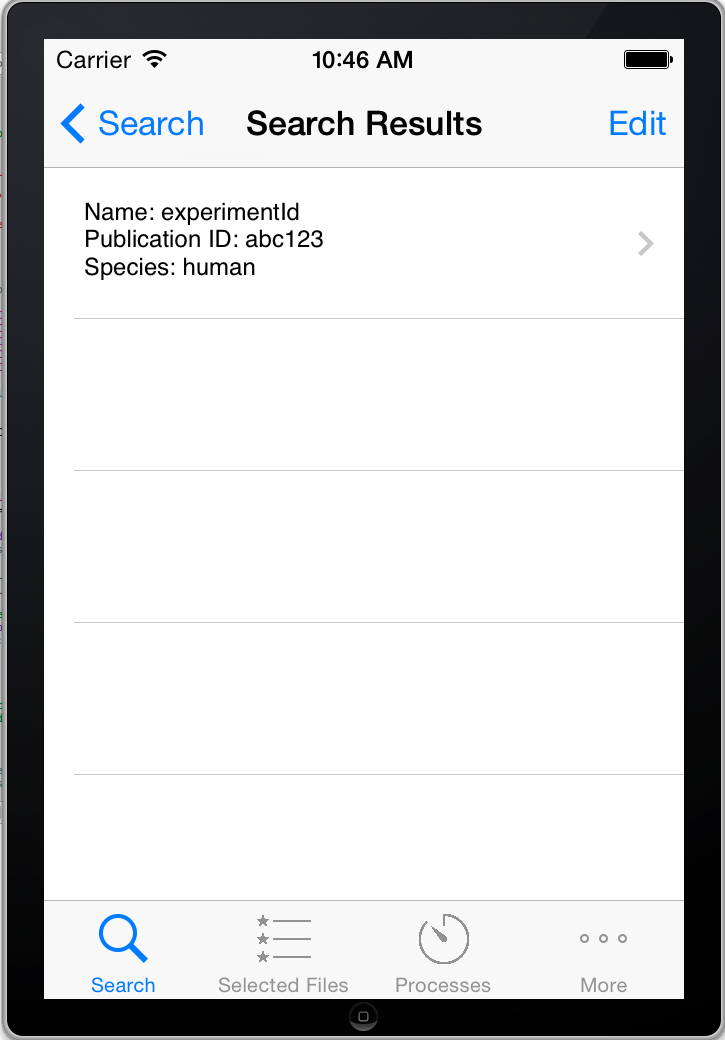 Carrier 10:46 AM
Search Search Results Edit
Name: experimentId
Publication ID: abc123
Species: human
Search Selected Files Processes More